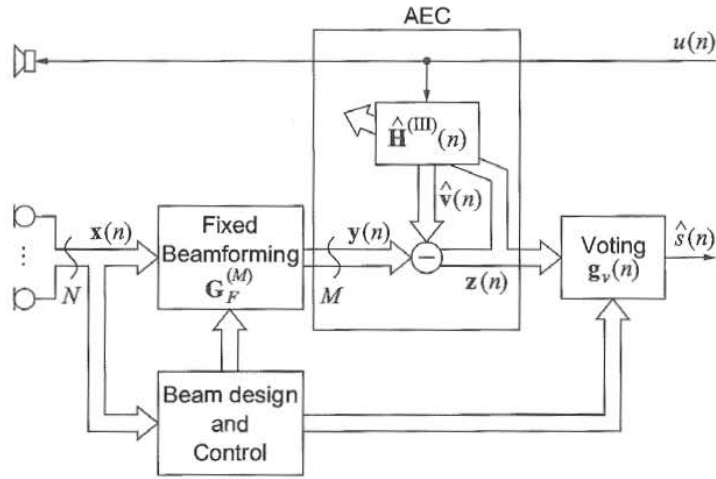 AEC
u(n)
Ĥ^(III)(n)
v̂(n)
x(n)
N
Fixed
Beamforming
G_F^(M)
y(n)
M
−
z(n)
Voting
g_v(n)
ŝ(n)
Beam design
and
Control